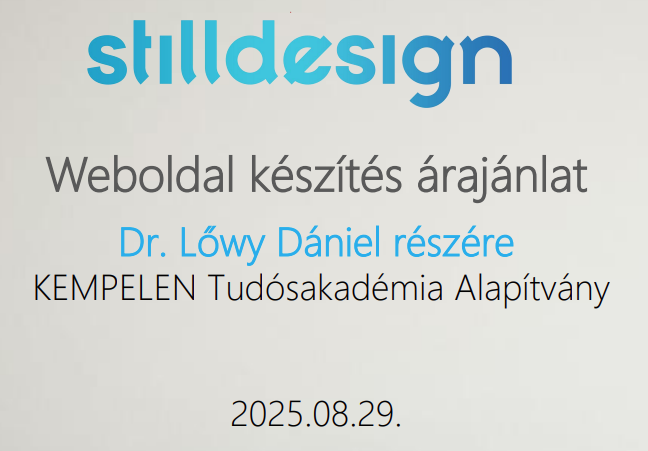 stilldesign
Weboldal készítés árajánlat
Dr. Lőwy Dániel részére
KEMPELEN Tudósakadémia Alapítvány
2025.08.29.